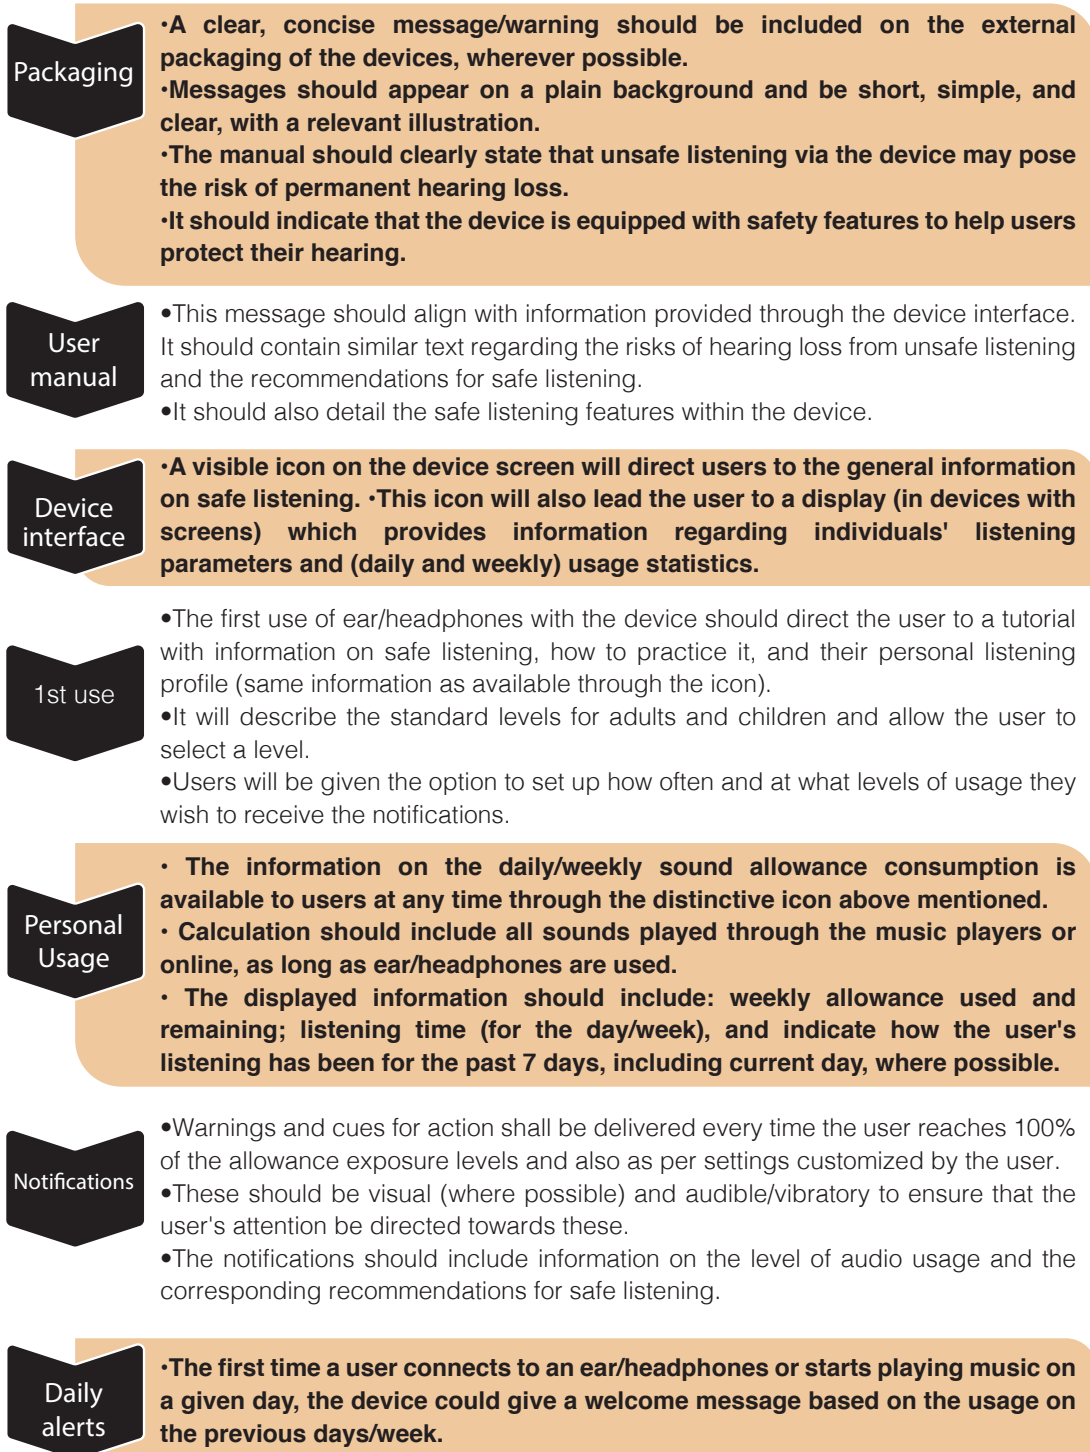 Packaging
•A clear, concise message/warning should be included on the external
packaging of the devices, wherever possible.
•Messages should appear on a plain background and be short, simple, and
clear, with a relevant illustration.
•The manual should clearly state that unsafe listening via the device may pose
the risk of permanent hearing loss.
•It should indicate that the device is equipped with safety features to help users
protect their hearing.
User
manual
•This message should align with information provided through the device interface.
It should contain similar text regarding the risks of hearing loss from unsafe listening
and the recommendations for safe listening.
•It should also detail the safe listening features within the device.
Device
interface
•A visible icon on the device screen will direct users to the general information
on safe listening. •This icon will also lead the user to a display (in devices with
screens) which provides information regarding individuals' listening
parameters and (daily and weekly) usage statistics.
1st use
•The first use of ear/headphones with the device should direct the user to a tutorial
with information on safe listening, how to practice it, and their personal listening
profile (same information as available through the icon).
•It will describe the standard levels for adults and children and allow the user to
select a level.
•Users will be given the option to set up how often and at what levels of usage they
wish to receive the notifications.
Personal
Usage
• The information on the daily/weekly sound allowance consumption is
available to users at any time through the distinctive icon above mentioned.
• Calculation should include all sounds played through the music players or
online, as long as ear/headphones are used.
• The displayed information should include: weekly allowance used and
remaining; listening time (for the day/week), and indicate how the user's
listening has been for the past 7 days, including current day, where possible.
Notifications
•Warnings and cues for action shall be delivered every time the user reaches 100%
of the allowance exposure levels and also as per settings customized by the user.
•These should be visual (where possible) and audible/vibratory to ensure that the
user's attention be directed towards these.
•The notifications should include information on the level of audio usage and the
corresponding recommendations for safe listening.
Daily
alerts
•The first time a user connects to an ear/headphones or starts playing music on
a given day, the device could give a welcome message based on the usage on
the previous days/week.